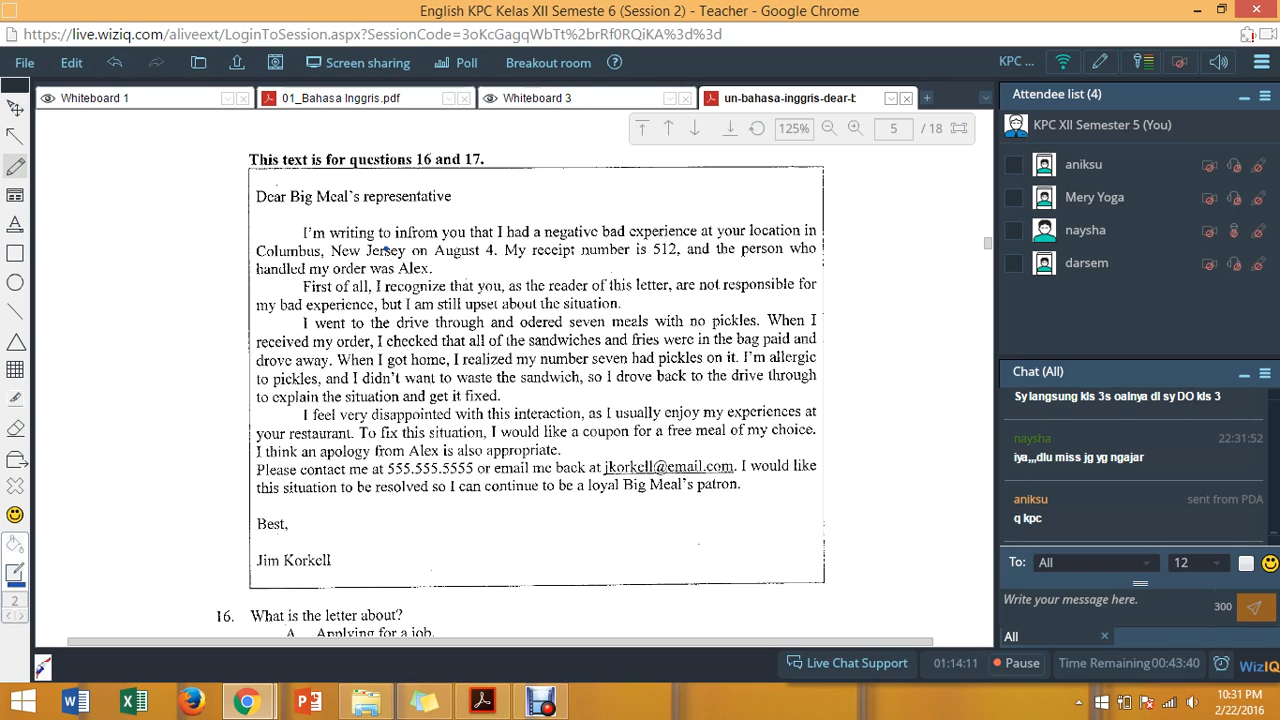 English KPC Kelas XII Semeste 6 (Session 2) - Teacher - Google Chrome
https://live.wiziq.com/aliveext/LoginToSession.aspx?SessionCode=3oKcGagqWbTt%2brRf0RQiKA%3d%3d
File Edit Screen sharing Poll Breakout room ? KPC ...
Whiteboard 1 01_Bahasa Inggris.pdf Whiteboard 3 un-bahasa-inggris-dear-b
125% 5 / 18
Attendee list (4)
KPC XII Semester 5 (You)
aniksu
Mery Yoga
naysha
darsem
This text is for questions 16 and 17.
Dear Big Meal's representative
I'm writing to infrom you that I had a negative bad experience at your location in
Columbus, New Jersey on August 4. My receipt number is 512, and the person who
handled my order was Alex.
First of all, I recognize that you, as the reader of this letter, are not responsible for
my bad experience, but I am still upset about the situation.
I went to the drive through and odered seven meals with no pickles. When I
received my order, I checked that all of the sandwiches and fries were in the bag paid and
drove away. When I got home, I realized my number seven had pickles on it. I'm allergic
to pickles, and I didn't want to waste the sandwich, so I drove back to the drive through
to explain the situation and get it fixed.
I feel very disappointed with this interaction, as I usually enjoy my experiences at
your restaurant. To fix this situation, I would like a coupon for a free meal of my choice.
I think an apology from Alex is also appropriate.
Please contact me at 555.555.5555 or email me back at jkorkell@email.com. I would like
this situation to be resolved so I can continue to be a loyal Big Meal's patron.
Best,
Jim Korkell
16. What is the letter about?
A. Applying for a job.
Chat (All)
Sy langsung kls 3s oalnya dl sy DO kls 3
naysha 22:31:52
iya,,,dlu miss jg yg ngajar
aniksu sent from PDA
q kpc
To: All 12
Write your message here. 300
All
2
Live Chat Support 01:14:11 Pause Time Remaining 00:43:40 WizIQ
10:31 PM
2/22/2016